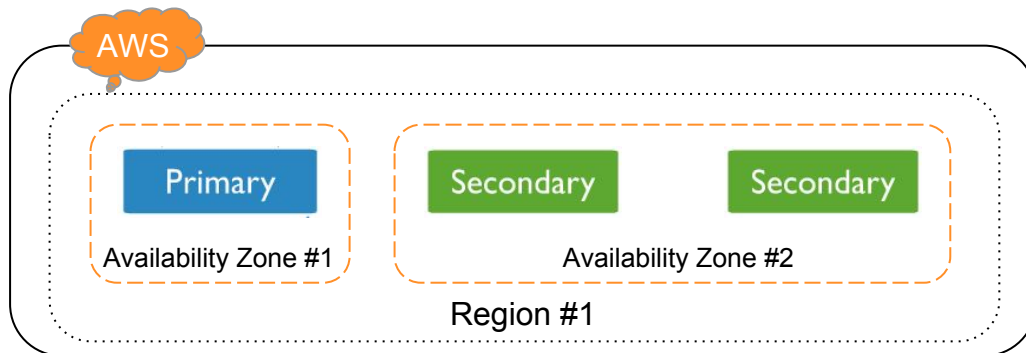 AWS
Primary
Secondary
Secondary
Availability Zone #1
Availability Zone #2
Region #1